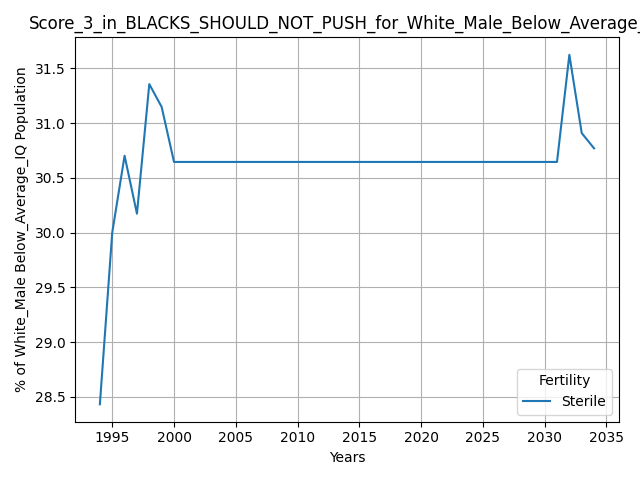 Score_3_in_BLACKS_SHOULD_NOT_PUSH_for_White_Male_Below_Average_
% of White_Male Below_Average_IQ Population
31.5
31.0
30.5
30.0
29.5
29.0
28.5
Fertility
Sterile
1995 2000 2005 2010 2015 2020 2025 2030 2035
Years